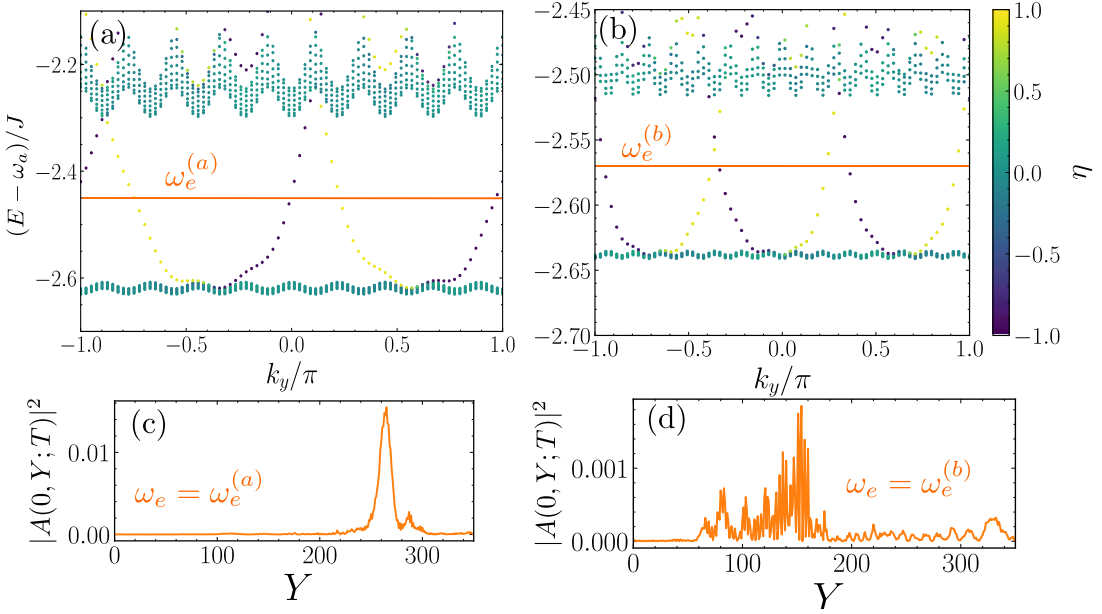 (a)
(E − ω_a)/J
−2.2
−2.4
−2.6
ω_e^{(a)}
−1.0 −0.5 0.0 0.5 1.0
k_y/π
(b)
−2.45
−2.50
−2.55
−2.60
−2.65
−2.70
ω_e^{(b)}
−1.0 −0.5 0.0 0.5 1.0
k_y/π
1.0
0.5
0.0
−0.5
−1.0
η
(c)
|A(0, Y; T)|²
0.01
0.00
ω_e = ω_e^{(a)}
0 100 200 300
Y
(d)
|A(0, Y; T)|²
0.001
0.000
ω_e = ω_e^{(b)}
0 100 200 300
Y